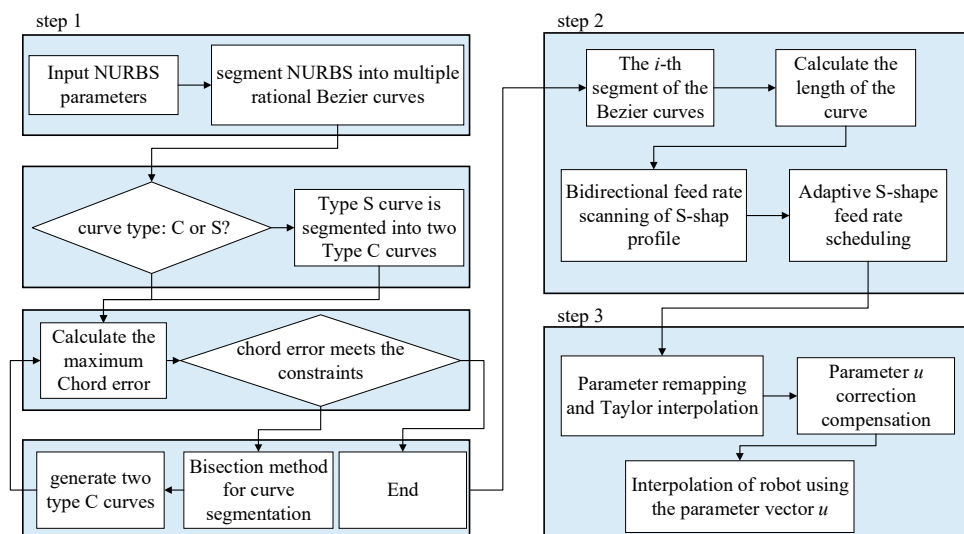 step 1
Input NURBS
parameters
segment NURBS into multiple
rational Bezier curves
curve type: C or S?
Type S curve is
segmented into two
Type C curves
Calculate the
maximum
Chord error
chord error meets the
constraints
generate two
type C curves
Bisection method
for curve
segmentation
End
step 2
The i-th
segment of the
Bezier curves
Calculate the
length of the
curve
Bidirectional feed rate
scanning of S-shap
profile
Adaptive S-shape
feed rate
scheduling
step 3
Parameter remapping
and Taylor interpolation
Parameter u
correction
compensation
Interpolation of robot using
the parameter vector u